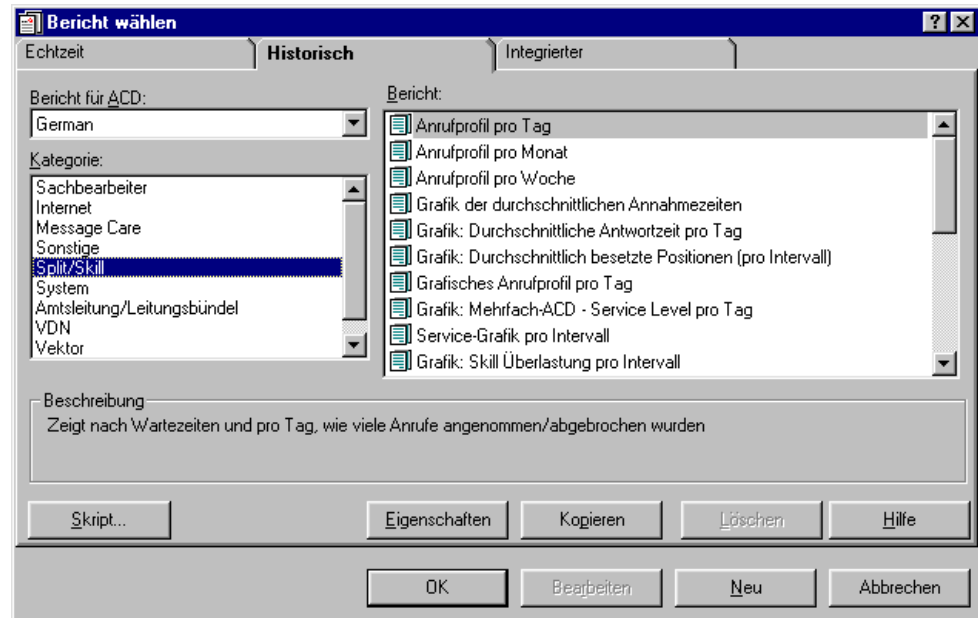 Bericht wählen
Echtzeit
Historisch
Integrierter
Bericht für ACD:
German
Kategorie:
Sachbearbeiter
Internet
Message Care
Sonstige
Split/Skill
System
Amtsleitung/Leitungsbündel
VDN
Vektor
Bericht:
Anrufprofil pro Tag
Anrufprofil pro Monat
Anrufprofil pro Woche
Grafik der durchschnittlichen Annahmezeiten
Grafik: Durchschnittliche Antwortzeit pro Tag
Grafik: Durchschnittlich besetzte Positionen (pro Intervall)
Grafisches Anrufprofil pro Tag
Grafik: Mehrfach-ACD - Service Level pro Tag
Service-Grafik pro Intervall
Grafik: Skill Überlastung pro Intervall
Beschreibung
Zeigt nach Wartezeiten und pro Tag, wie viele Anrufe angenommen/abgebrochen wurden
Skript...
Eigenschaften
Kopieren
Löschen
Hilfe
OK
Bearbeiten
Neu
Abbrechen